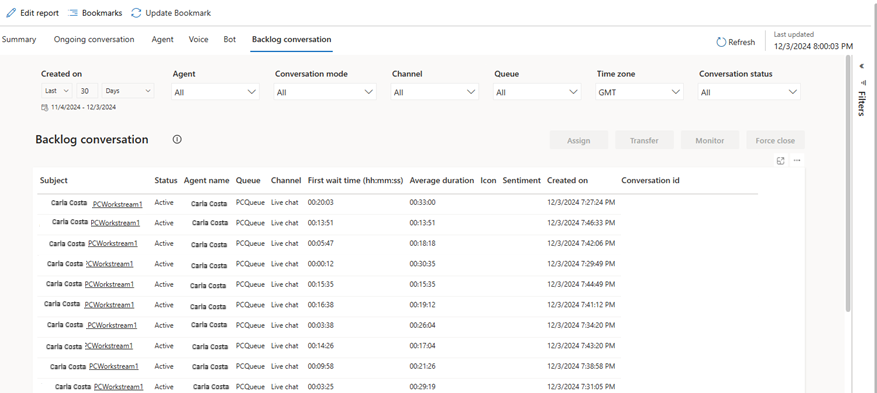 Edit report Bookmarks Update Bookmark
Summary Ongoing conversation Agent Voice Bot Backlog conversation
Refresh
Last updated
12/3/2024 8:00:03 PM
Created on Agent Conversation mode Channel Queue Time zone Conversation status
Last 30 Days All All All All GMT All
11/4/2024 - 12/3/2024
Filters
Backlog conversation
Assign Transfer Monitor Force close
Subject Status Agent name Queue Channel First wait time (hh:mm:ss) Average duration Icon Sentiment Created on Conversation id
Carla Costa PCWorkstream1 Active Carla Costa PCQueue Live chat 00:20:03 00:33:00 12/3/2024 7:27:24 PM
Carla Costa PCWorkstream1 Active Carla Costa PCQueue Live chat 00:13:51 00:13:51 12/3/2024 7:46:33 PM
Carla Costa PCWorkstream1 Active Carla Costa PCQueue Live chat 00:05:47 00:18:18 12/3/2024 7:42:06 PM
Carla Costa PCWorkstream1 Active Carla Costa PCQueue Live chat 00:00:12 00:30:35 12/3/2024 7:29:49 PM
Carla Costa PCWorkstream1 Active Carla Costa PCQueue Live chat 00:15:35 00:15:35 12/3/2024 7:44:49 PM
Carla Costa PCWorkstream1 Active Carla Costa PCQueue Live chat 00:16:38 00:19:12 12/3/2024 7:41:12 PM
Carla Costa PCWorkstream1 Active Carla Costa PCQueue Live chat 00:03:38 00:26:04 12/3/2024 7:34:20 PM
Carla Costa PCWorkstream1 Active Carla Costa PCQueue Live chat 00:14:26 00:17:04 12/3/2024 7:43:20 PM
Carla Costa PCWorkstream1 Active Carla Costa PCQueue Live chat 00:09:58 00:21:26 12/3/2024 7:38:58 PM
Carla Costa PCWorkstream1 Active Carla Costa PCQueue Live chat 00:03:25 00:29:19 12/3/2024 7:31:05 PM